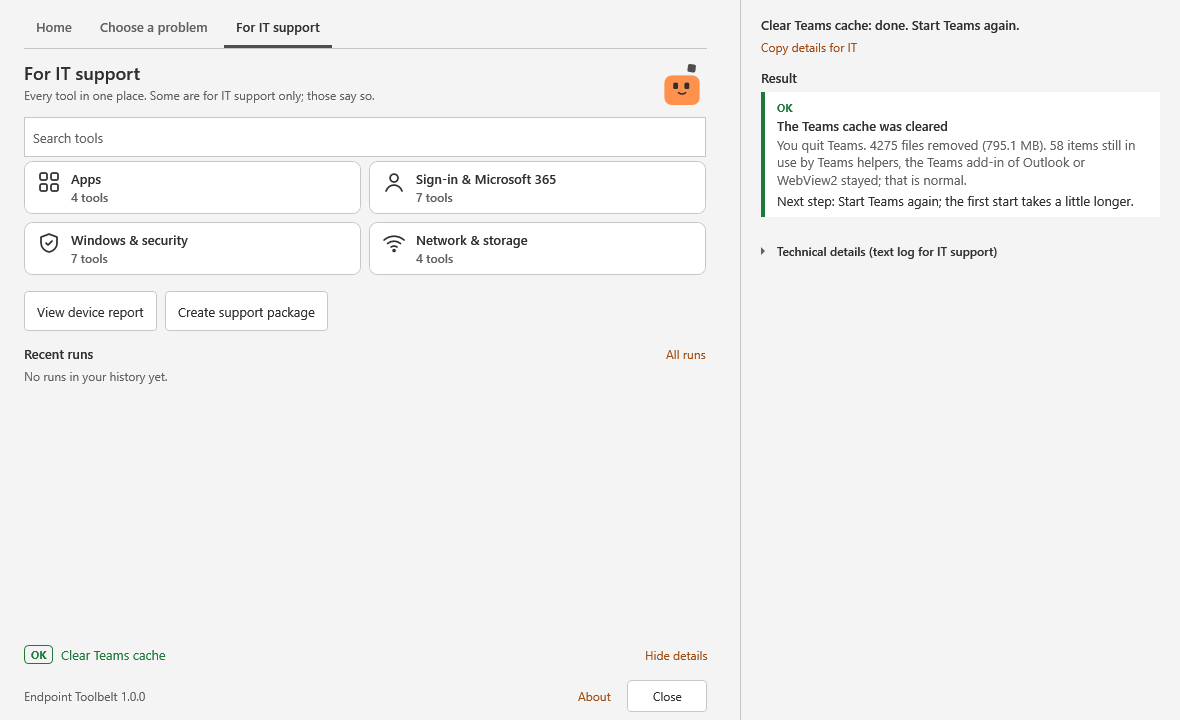 Home
Choose a problem
For IT support
For IT support
Every tool in one place. Some are for IT support only; those say so.
Search tools
Apps
4 tools
Sign-in & Microsoft 365
7 tools
Windows & security
7 tools
Network & storage
4 tools
View device report
Create support package
Recent runs
All runs
No runs in your history yet.
OK
Clear Teams cache
Hide details
Endpoint Toolbelt 1.0.0
About
Close
Clear Teams cache: done. Start Teams again.
Copy details for IT
Result
OK
The Teams cache was cleared
You quit Teams. 4275 files removed (795.1 MB). 58 items still in
use by Teams helpers, the Teams add-in of Outlook or
WebView2 stayed; that is normal.
Next step: Start Teams again; the first start takes a little longer.
Technical details (text log for IT support)